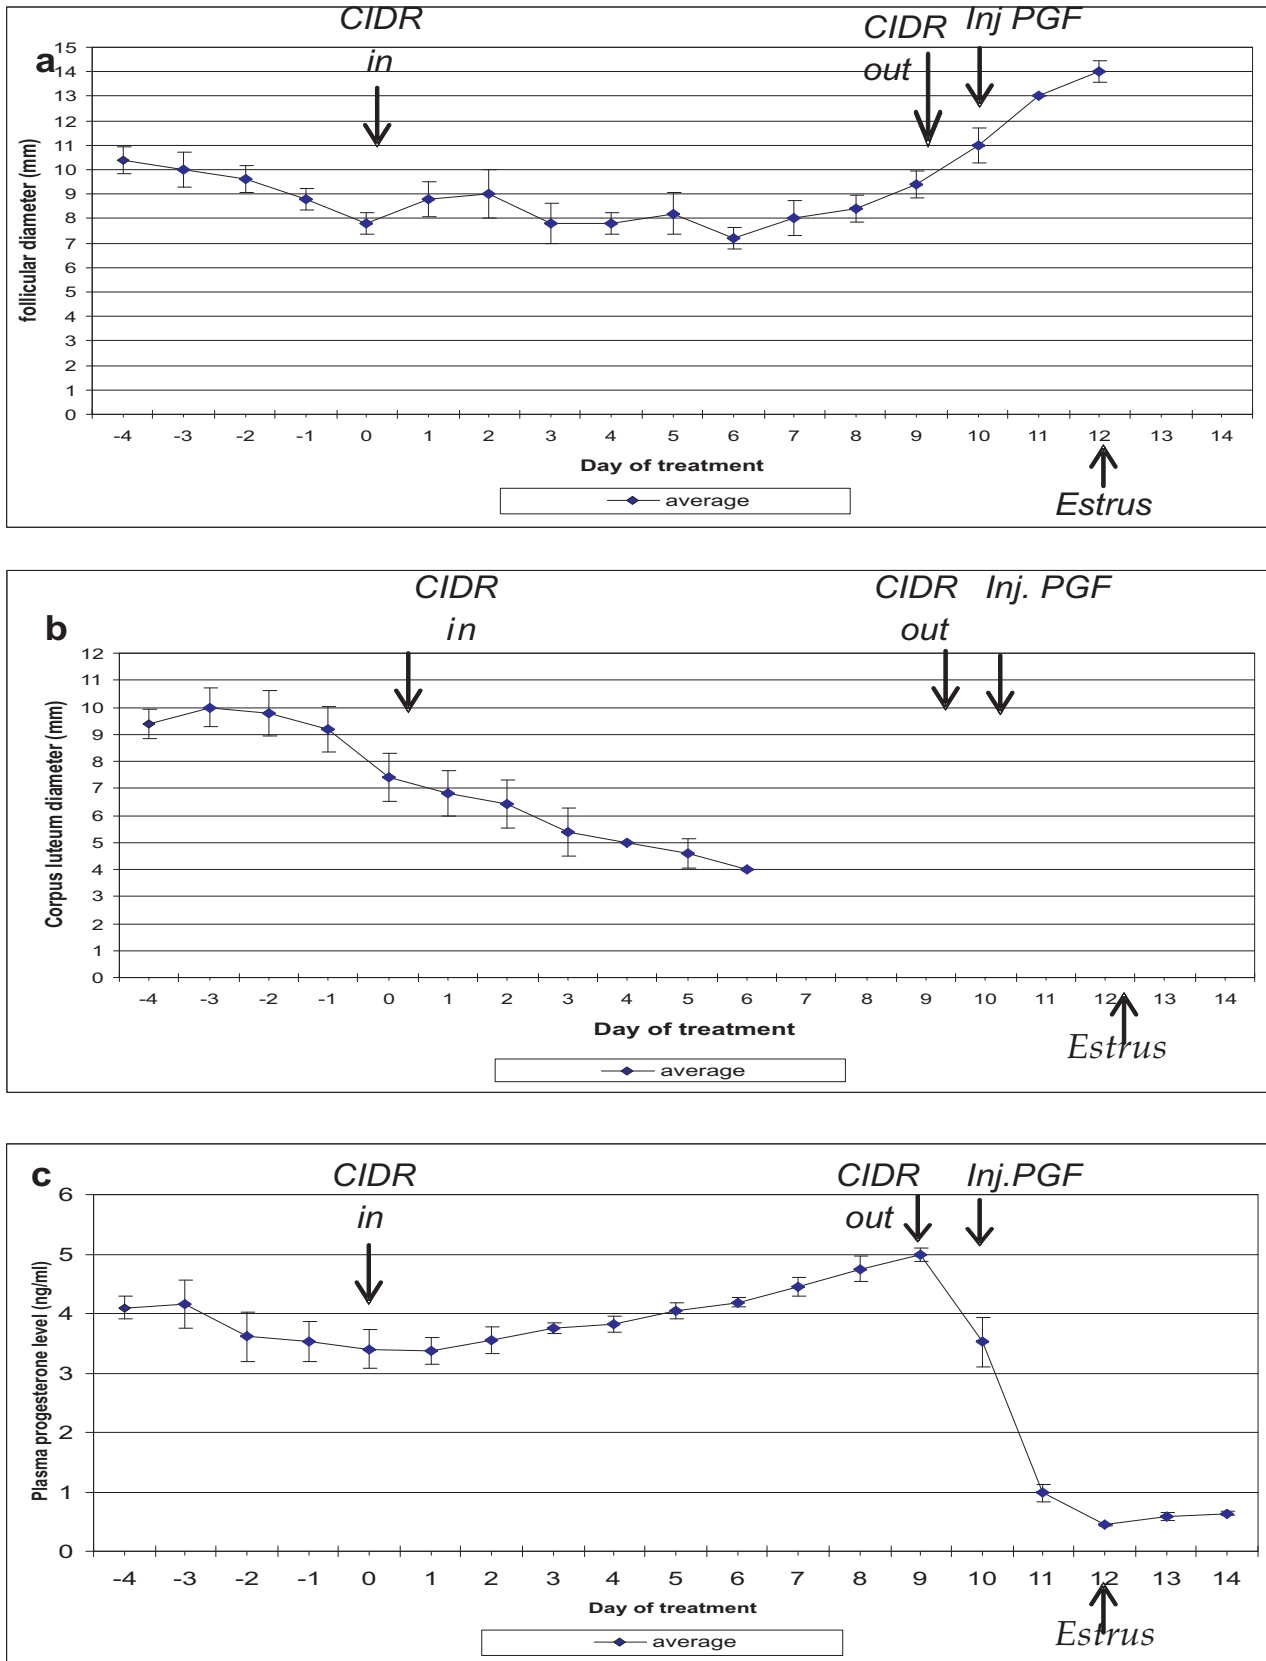 CIDR
in
CIDR
out
Inj PGF
a
15
14
13
12
11
10
9
8
7
6
5
4
3
2
1
0
follicular diameter (mm)
-4 -3 -2 -1 0 1 2 3 4 5 6 7 8 9 10 11 12 13 14
Day of treatment
average
Estrus
CIDR
in
CIDR
out
Inj. PGF
b
12
11
10
9
8
7
6
5
4
3
2
1
0
Corpus luteum diameter (mm)
-4 -3 -2 -1 0 1 2 3 4 5 6 7 8 9 10 11 12 13 14
Day of treatment
Estrus
average
c
CIDR
in
CIDR
out
Inj.PGF
6
5
4
3
2
1
0
Plasma progesterone level (ng/ml)
-4 -3 -2 -1 0 1 2 3 4 5 6 7 8 9 10 11 12 13 14
Day of treatment
Estrus
average